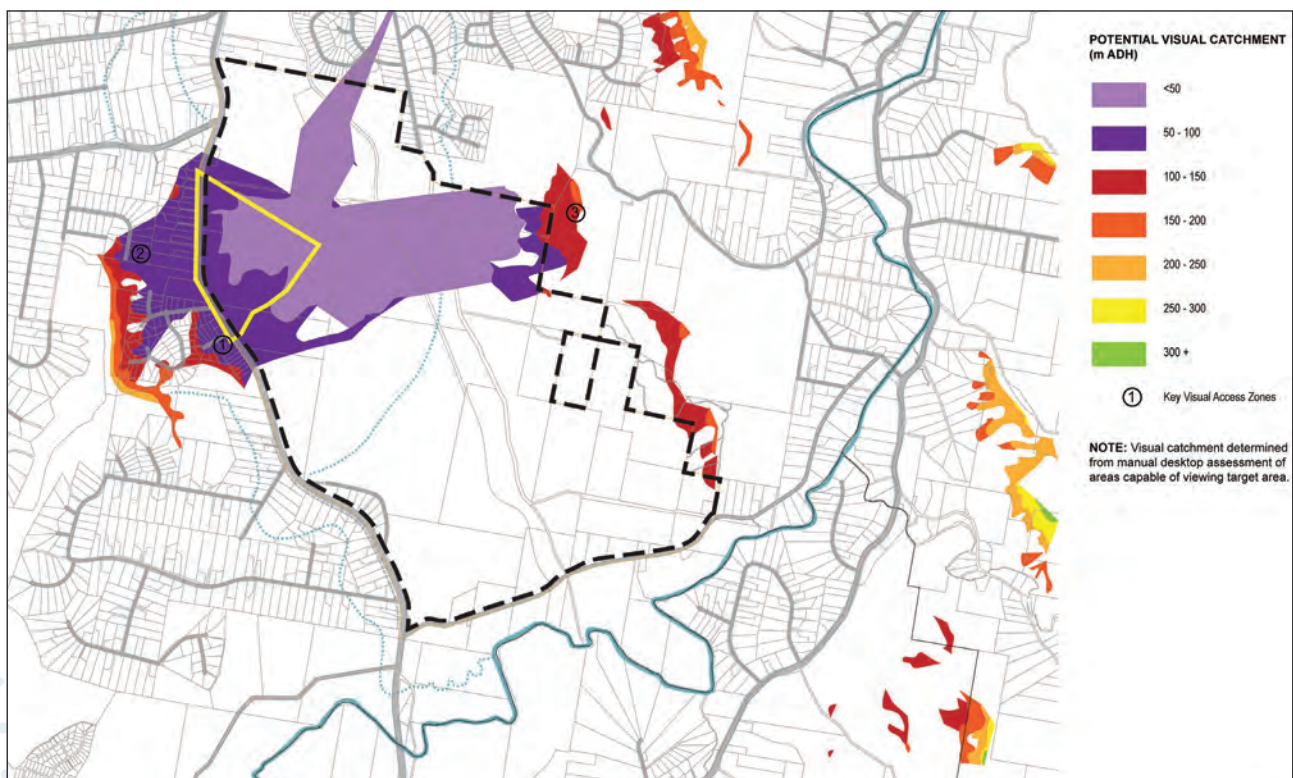 POTENTIAL VISUAL CATCHMENT
(m ADH)
<50
50 - 100
100 - 150
150 - 200
200 - 250
250 - 300
300 +
1 Key Visual Access Zones
NOTE: Visual catchment determined
from manual desktop assessment of
areas capable of viewing target area.
3
2
1